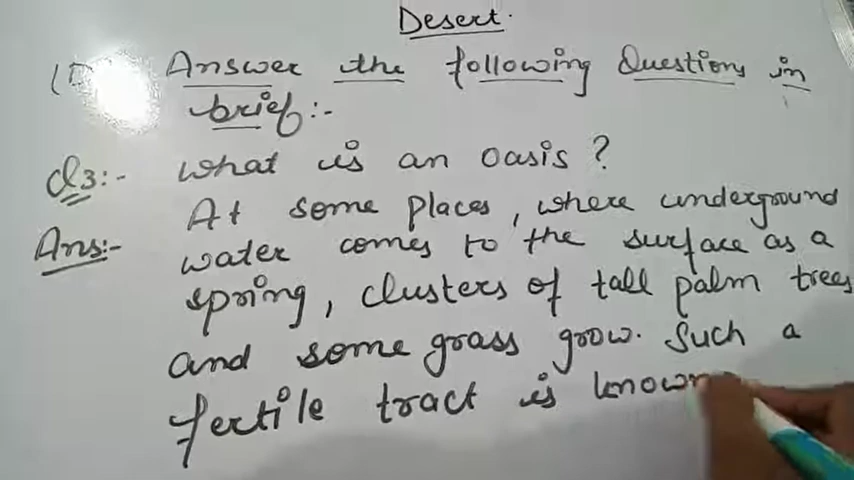 Desert.
Answer the following Questions in
brief:-
Q3:- What is an oasis?
Ans:- At some places, where underground
water comes to the surface as a
spring, clusters of tall palm trees
and some grass grow. Such a
fertile tract is known